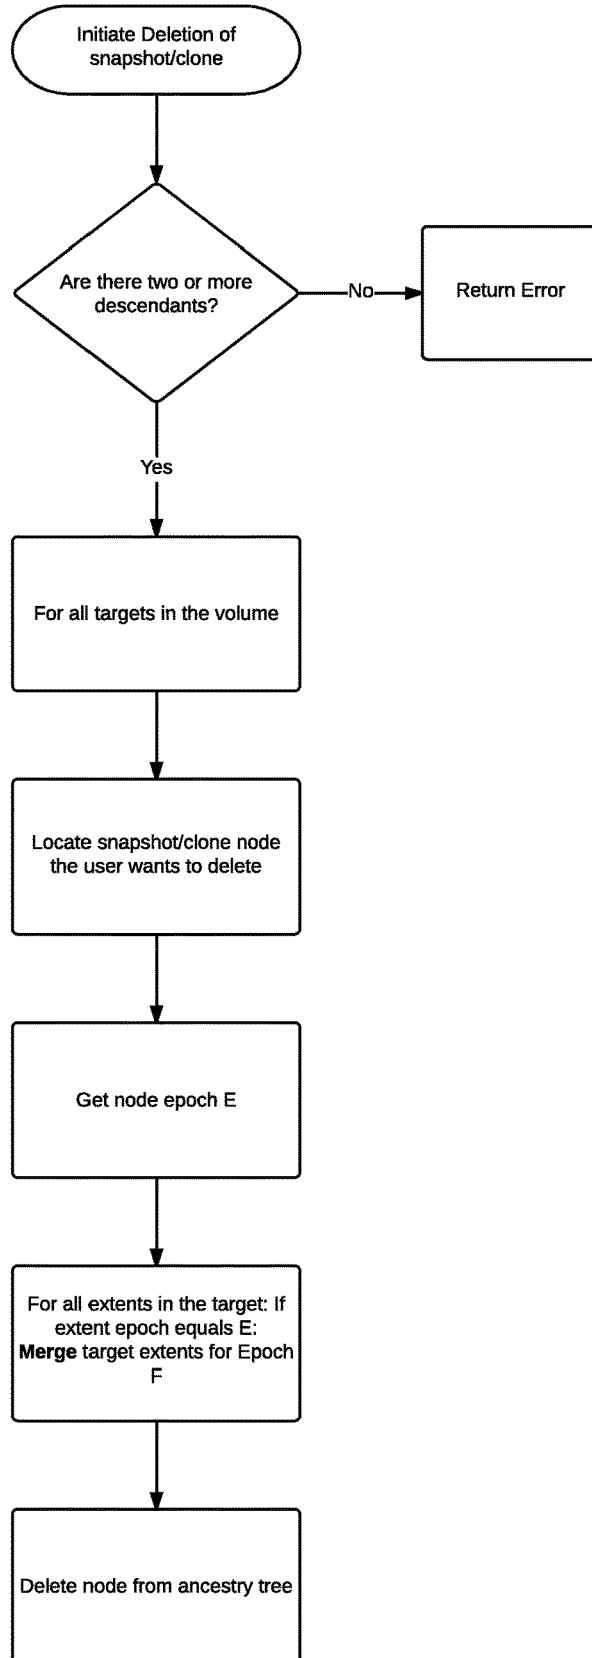 Initiate Deletion of
snapshot/clone
Are there two or more
descendants?
No
Return Error
Yes
For all targets in the volume
Locate snapshot/clone node
the user wants to delete
Get node epoch E
For all extents in the target: If
extent epoch equals E:
Merge target extents for Epoch
F
Delete node from ancestry tree